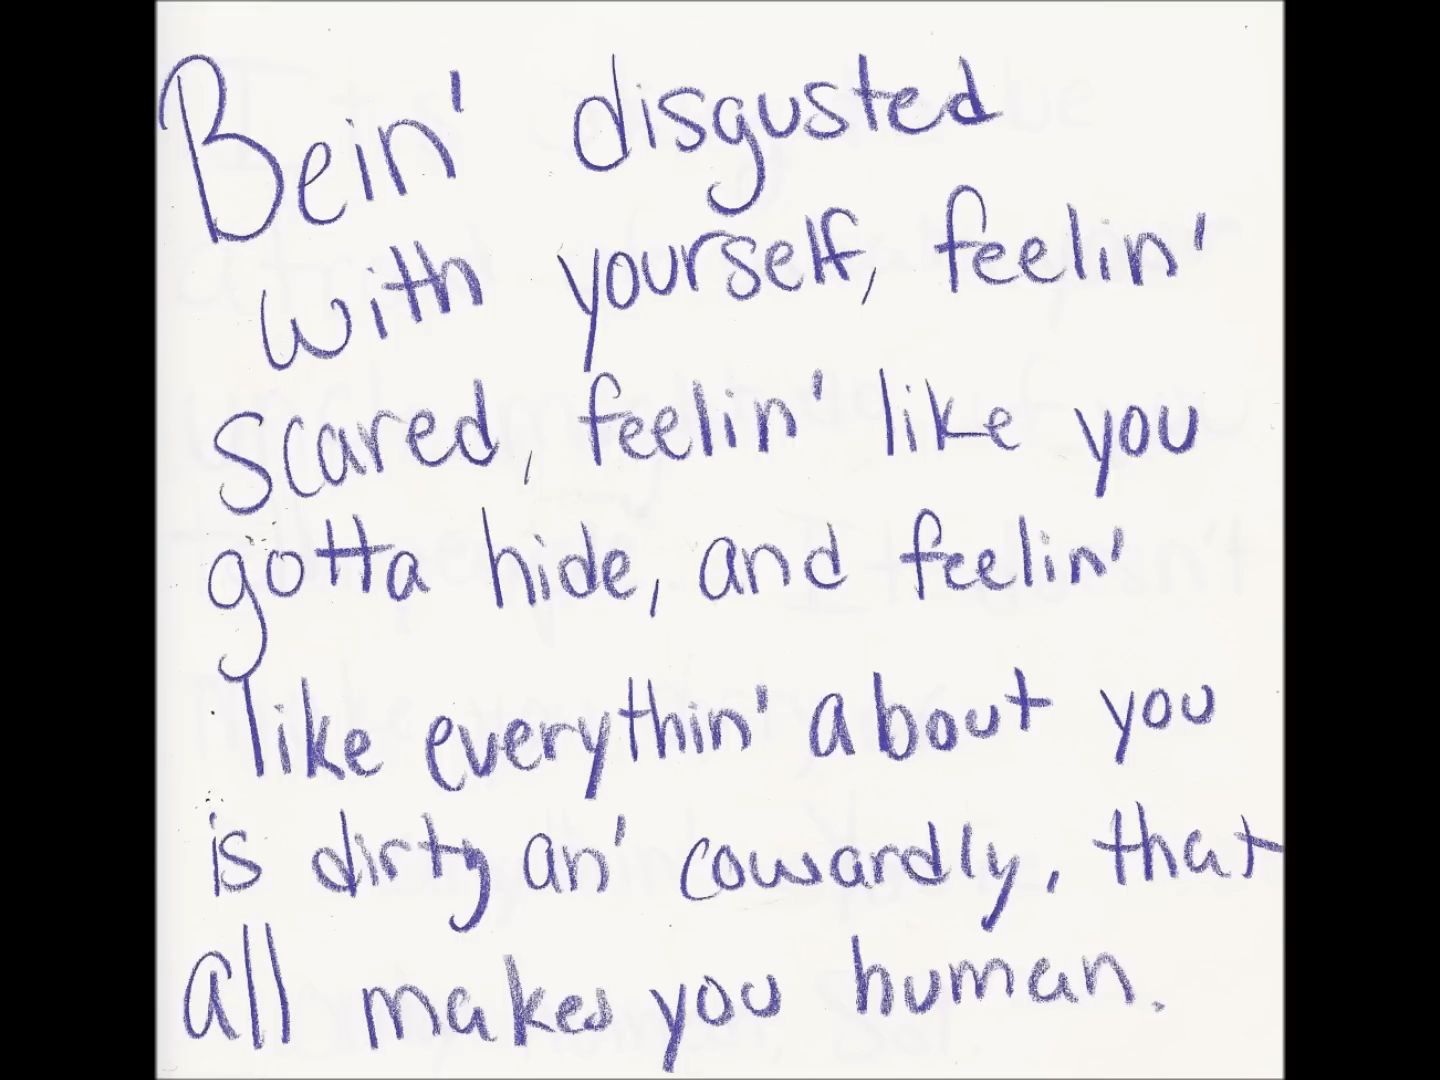 Bein' disgusted
with yourself, feelin'
scared, feelin' like you
gotta hide, and feelin'
like everythin' about you
is dirty an' cowardly, that
all makes you human.